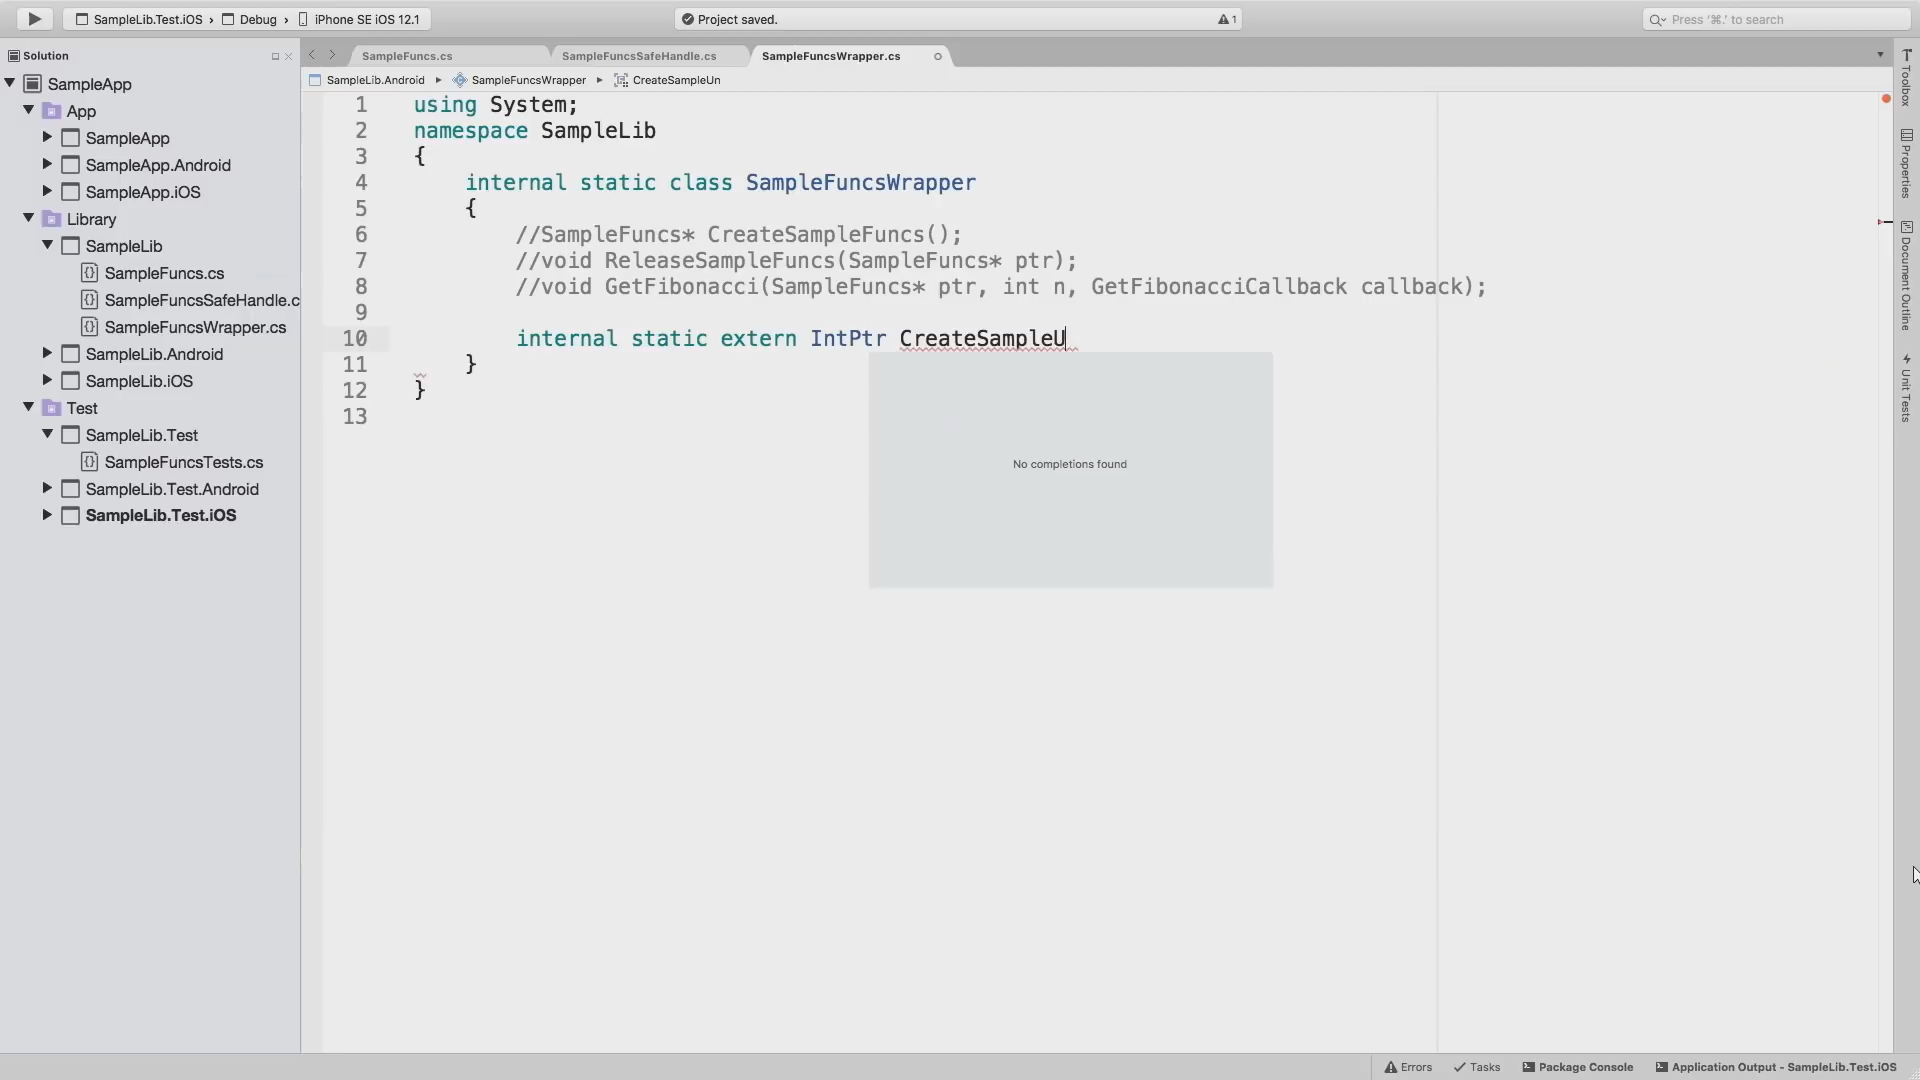 SampleLib.Test.iOS › Debug › iPhone SE iOS 12.1
Project saved.
1
Press '⌘.' to search
Solution
SampleFuncs.cs
SampleFuncsSafeHandle.cs
SampleFuncsWrapper.cs
SampleLib.Android
SampleFuncsWrapper
CreateSampleUn
SampleApp
App
SampleApp
SampleApp.Android
SampleApp.iOS
Library
SampleLib
SampleFuncs.cs
SampleFuncsSafeHandle.c
SampleFuncsWrapper.cs
SampleLib.Android
SampleLib.iOS
Test
SampleLib.Test
SampleFuncsTests.cs
SampleLib.Test.Android
SampleLib.Test.iOS
1 using System;
2 namespace SampleLib
3 {
4 internal static class SampleFuncsWrapper
5 {
6 //SampleFuncs* CreateSampleFuncs();
7 //void ReleaseSampleFuncs(SampleFuncs* ptr);
8 //void GetFibonacci(SampleFuncs* ptr, int n, GetFibonacciCallback callback);
9
10 internal static extern IntPtr CreateSampleU
11 }
12 }
13
No completions found
Toolbox
Properties
Document Outline
Unit Tests
Errors
Tasks
Package Console
Application Output - SampleLib.Test.iOS